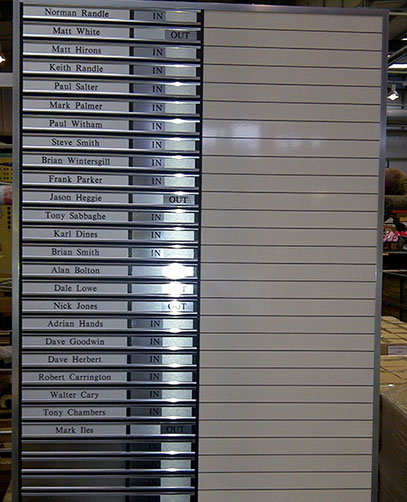 Norman Randle IN
Matt White OUT
Matt Hirons IN
Keith Randle IN
Paul Salter IN
Mark Palmer IN
Paul Witham IN
Steve Smith IN
Brian Wintersgill IN
Frank Parker IN
Jason Heggie OUT
Tony Sabbaghe IN
Karl Dines IN
Brian Smith IN
Alan Bolton
Dale Lowe
Nick Jones OUT
Adrian Hands IN
Dave Goodwin IN
Dave Herbert IN
Robert Carrington IN
Walter Cary IN
Tony Chambers IN
Mark Iles OUT